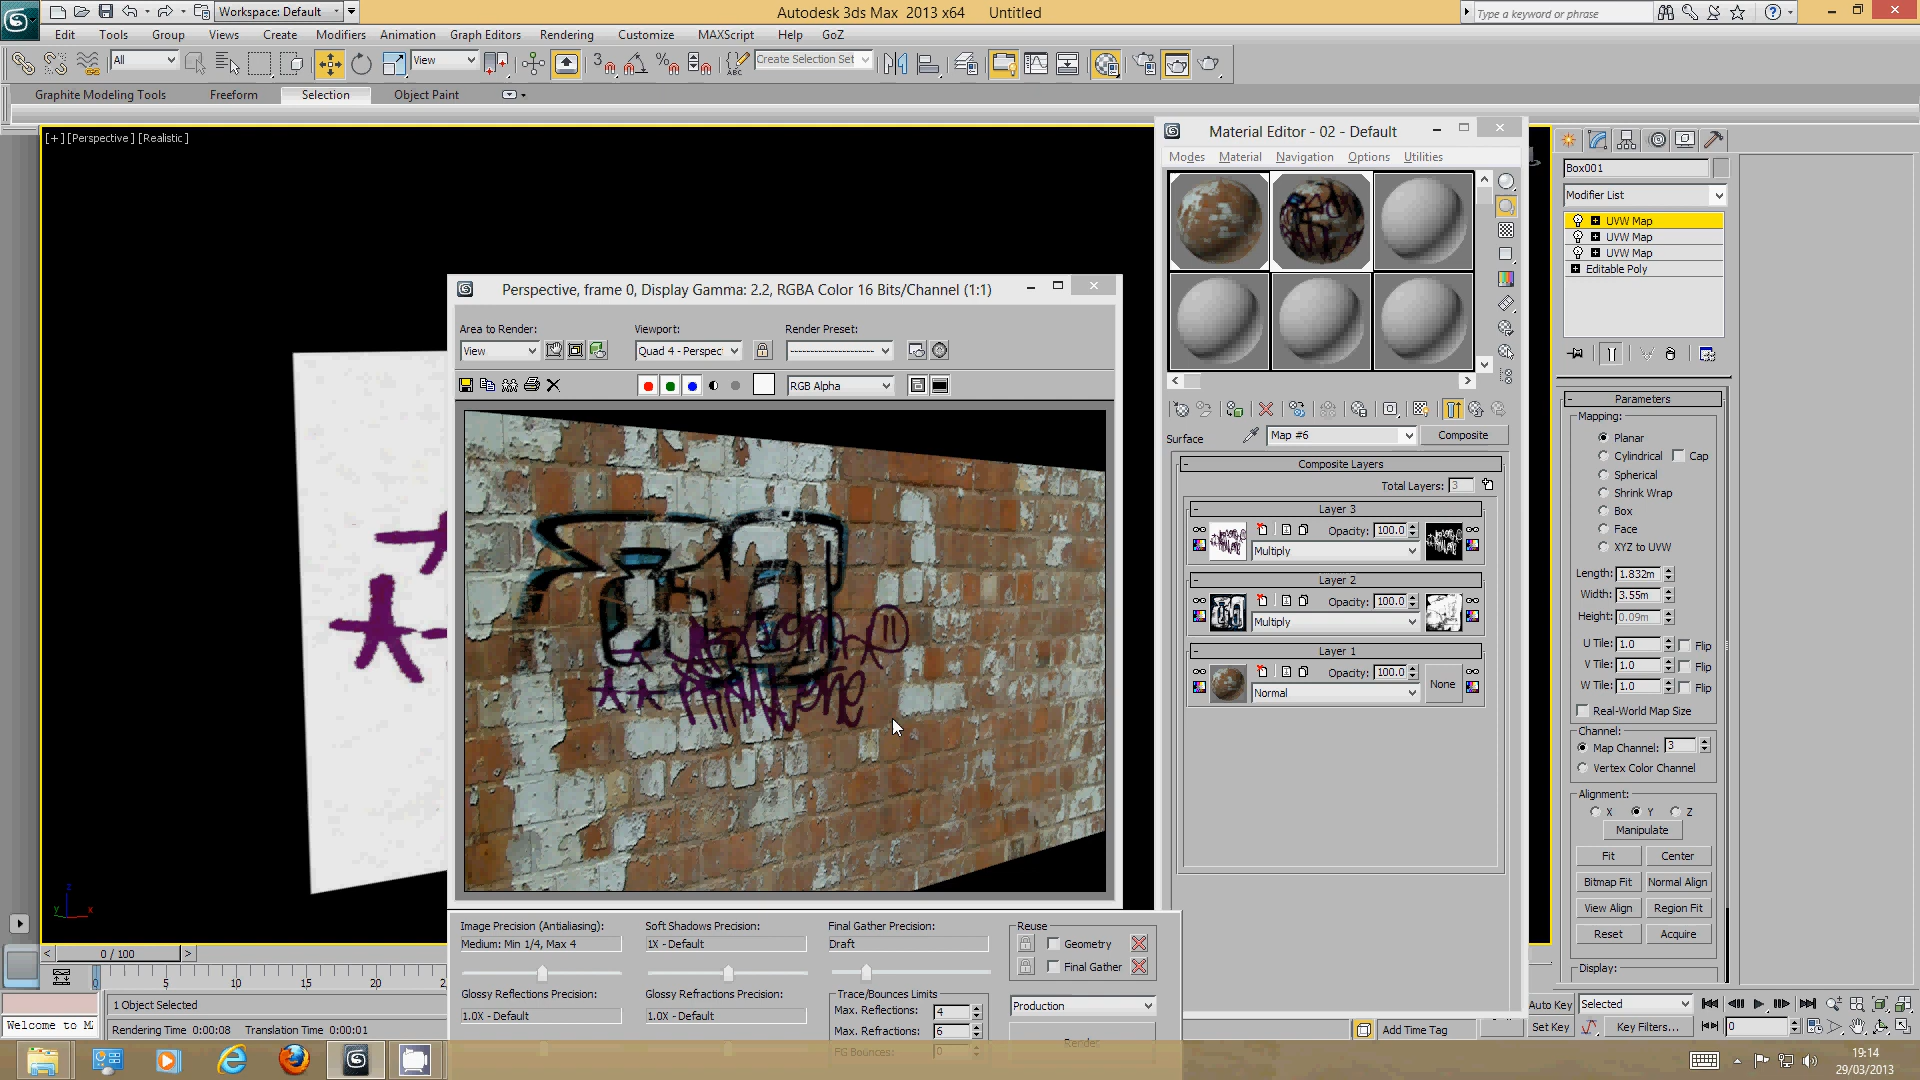 Workspace: Default
Autodesk 3ds Max 2013 x64 Untitled
Type a keyword or phrase
Edit Tools Group Views Create Modifiers Animation Graph Editors Rendering Customize MAXScript Help GoZ
All
View
Create Selection Set
Graphite Modeling Tools Freeform Selection Object Paint
[+] [Perspective] [Realistic]
Perspective, frame 0, Display Gamma: 2.2, RGBA Color 16 Bits/Channel (1:1)
Area to Render: Viewport: Render Preset:
View Quad 4 - Perspec
RGB Alpha
Image Precision (Antialiasing): Soft Shadows Precision: Final Gather Precision: Reuse
Medium: Min 1/4, Max 4 1X - Default Draft Geometry
Final Gather
Glossy Reflections Precision: Glossy Refractions Precision: Trace/Bounces Limits
1.0X - Default 1.0X - Default Max. Reflections: 4 Production
Max. Refractions: 6
FG Bounces: 0
Render
Material Editor - 02 - Default
Modes Material Navigation Options Utilities
Surface Map #6 Composite
Composite Layers
Total Layers: 3
Layer 3
Opacity: 100.0
Multiply
Layer 2
Opacity: 100.0
Multiply
Layer 1
Opacity: 100.0
Normal None
Box001
Modifier List
UVW Map
UVW Map
UVW Map
Editable Poly
Parameters
Mapping:
Planar
Cylindrical Cap
Spherical
Shrink Wrap
Box
Face
XYZ to UVW
Length: 1.832m
Width: 3.55m
Height: 0.09m
U Tile: 1.0 Flip
V Tile: 1.0 Flip
W Tile: 1.0 Flip
Real-World Map Size
Channel:
Map Channel: 3
Vertex Color Channel
Alignment:
X Y Z
Manipulate
Fit Center
Bitmap Fit Normal Align
View Align Region Fit
Reset Acquire
Display:
z
y x
0 / 100
0 5 10 15 20
1 Object Selected
Welcome to M
Rendering Time 0:00:08 Translation Time 0:00:01
Add Time Tag
Auto Key Selected
Set Key Key Filters... 0
19:14
29/03/2013